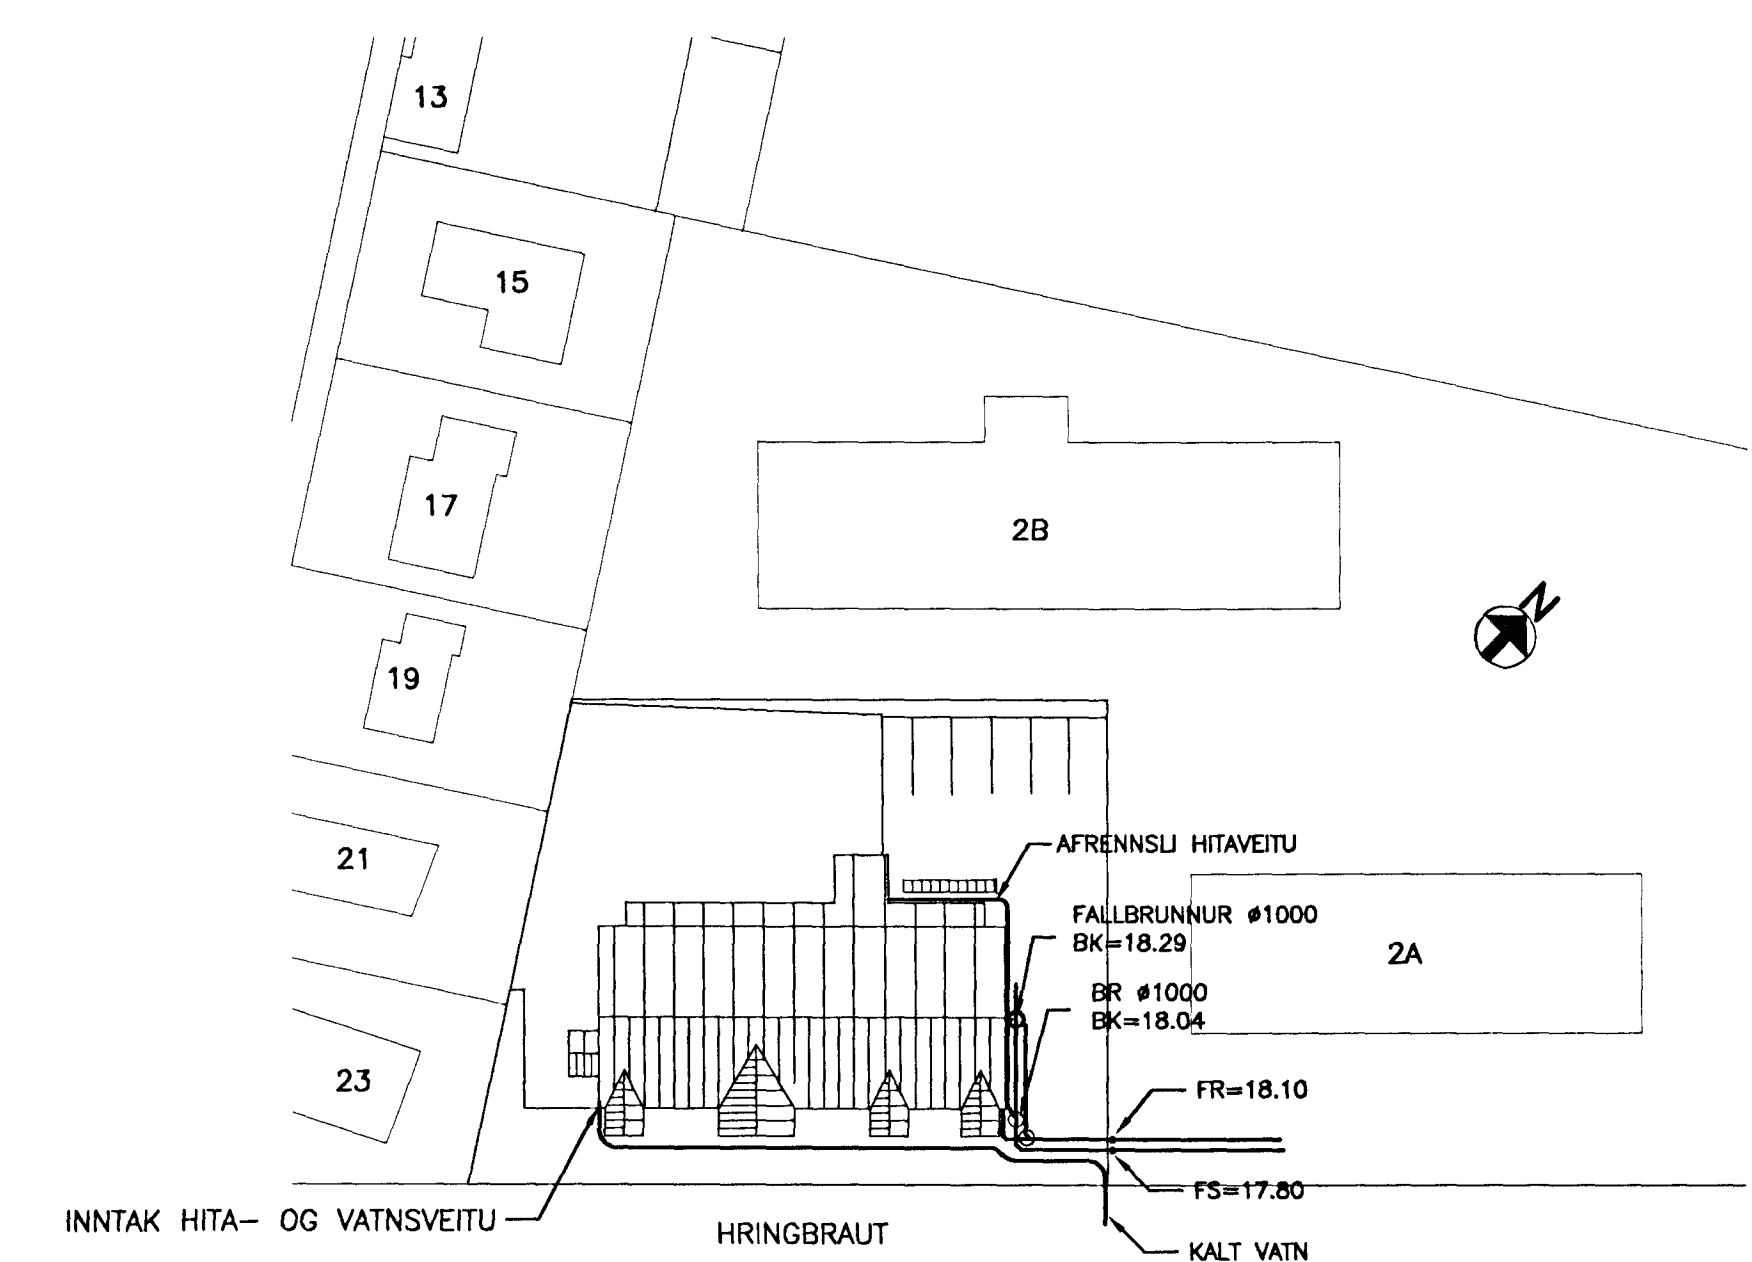 13
15
17
2B
N
19
AFRENNSLI HITAVEITU
21
FALLBRUNNUR ø1000
BK=18.29
2A
BR ø1000
BK=18.04
23
FR=18.10
FS=17.80
INNTAK HITA- OG VATNSVEITU
HRINGBRAUT
KALT VATN